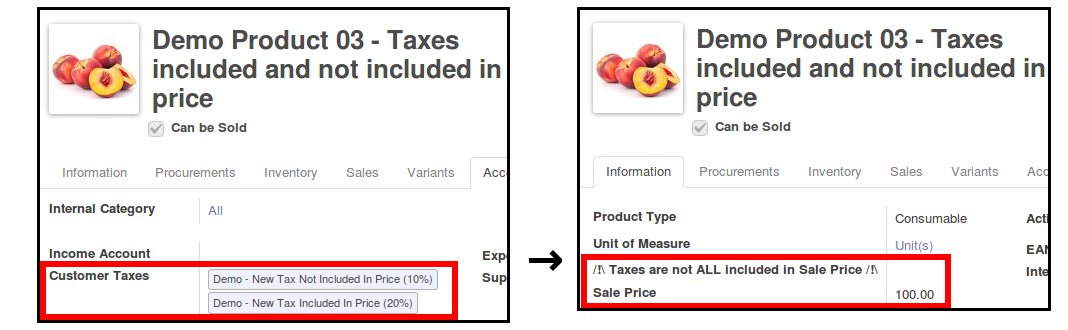 Demo Product 03 - Taxes
included and not included in
price
Can be Sold
Information Procurements Inventory Sales Variants Acc
Internal Category All
Income Account Exp
Customer Taxes Demo - New Tax Not Included In Price (10%) Sup
Demo - New Tax Included In Price (20%)
Demo Product 03 - Taxes
included and not included in
price
Can be Sold
Information Procurements Inventory Sales Variants Acc
Product Type Consumable Acti
Unit of Measure Unit(s) EAN
/!\ Taxes are not ALL included in Sale Price /!\ Inte
Sale Price 100.00